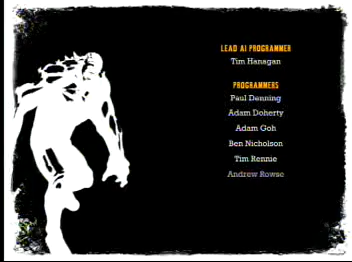 LEAD AI PROGRAMMER
Tim Hanagan
PROGRAMMERS
Paul Denning
Adam Doherty
Adam Goh
Ben Nicholson
Tim Rennie
Andrew Rowse